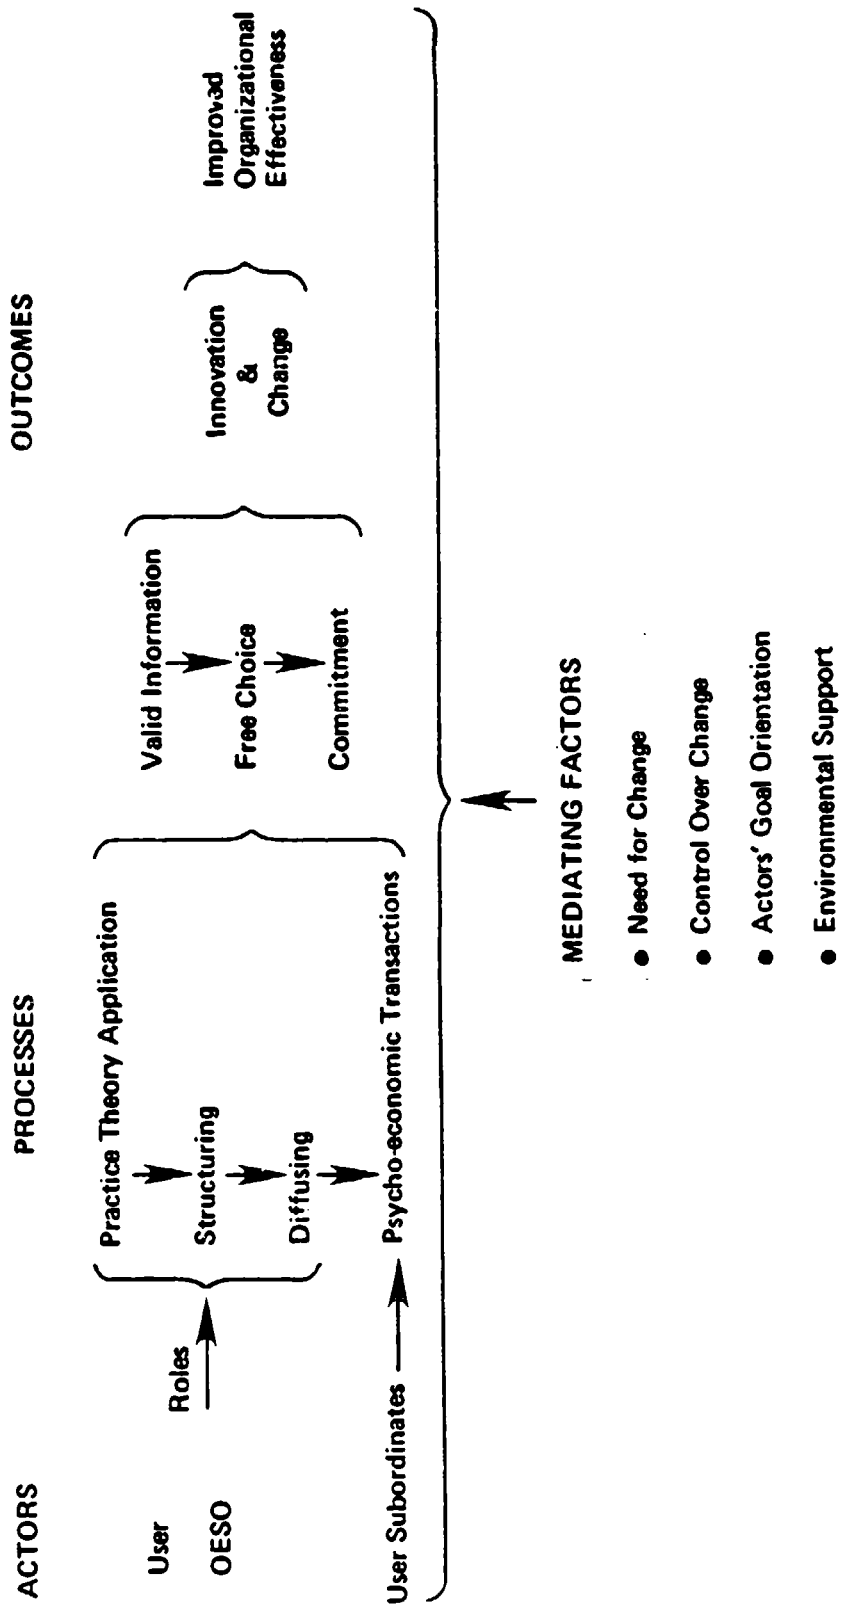 ACTORS
PROCESSES
OUTCOMES
User
OESO
Roles
User Subordinates
Practice Theory Application
Structuring
Diffusing
Psycho-economic Transactions
Valid Information
Free Choice
Commitment
Innovation
&
Change
Improved
Organizational
Effectiveness
MEDIATING FACTORS
● Need for Change
● Control Over Change
● Actors' Goal Orientation
● Environmental Support